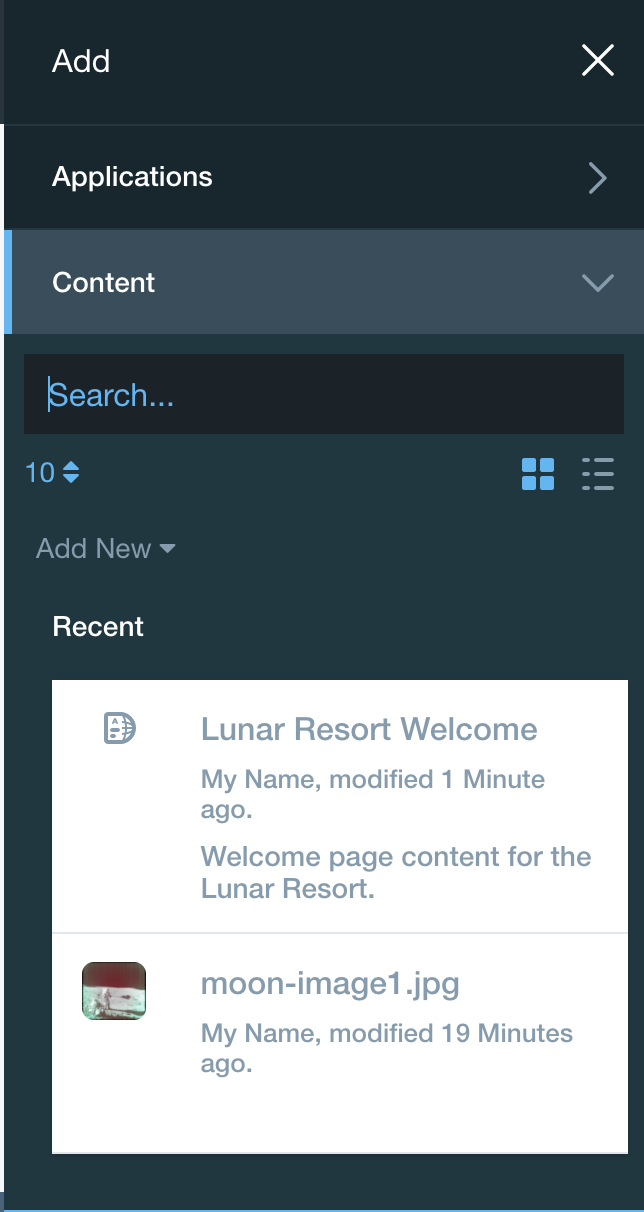 Add
Applications
Content
Search...
10
Add New
Recent
Lunar Resort Welcome
My Name, modified 1 Minute
ago.
Welcome page content for the
Lunar Resort.
moon-image1.jpg
My Name, modified 19 Minutes
ago.